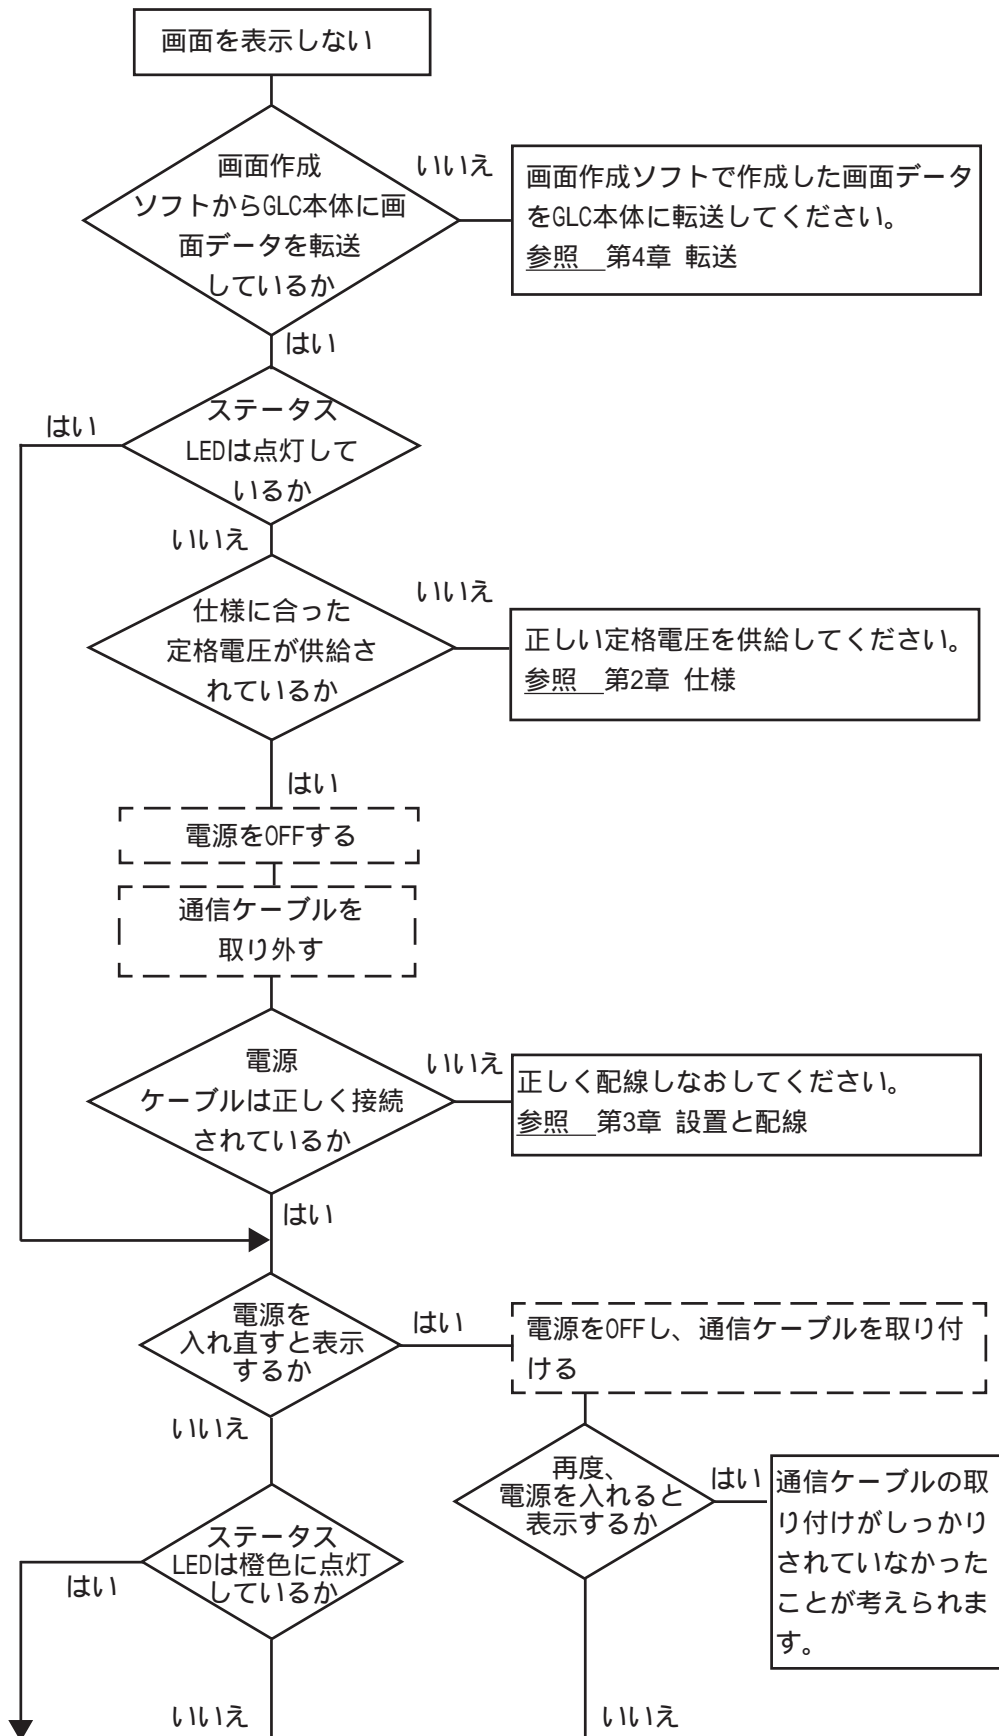 画面を表示しない
画面作成
ソフトからGLC本体に画
面データを転送
しているか
いいえ
画面作成ソフトで作成した画面データ
をGLC本体に転送してください。
参照 第4章 転送
はい
ステータス
LEDは点灯して
いるか
はい
いいえ
仕様に合った
定格電圧が供給さ
れているか
いいえ
正しい定格電圧を供給してください。
参照 第2章 仕様
はい
電源をOFFする
通信ケーブルを
取り外す
電源
ケーブルは正しく接続
されているか
いいえ
正しく配線しなおしてください。
参照 第3章 設置と配線
はい
電源を
入れ直すと表示
するか
はい
電源をOFFし、通信ケーブルを取り付
ける
いいえ
再度、
電源を入れると
表示するか
はい
通信ケーブルの取
り付けがしっかり
されていなかった
ことが考えられま
す。
ステータス
LEDは橙色に点灯
しているか
はい
いいえ
いいえ